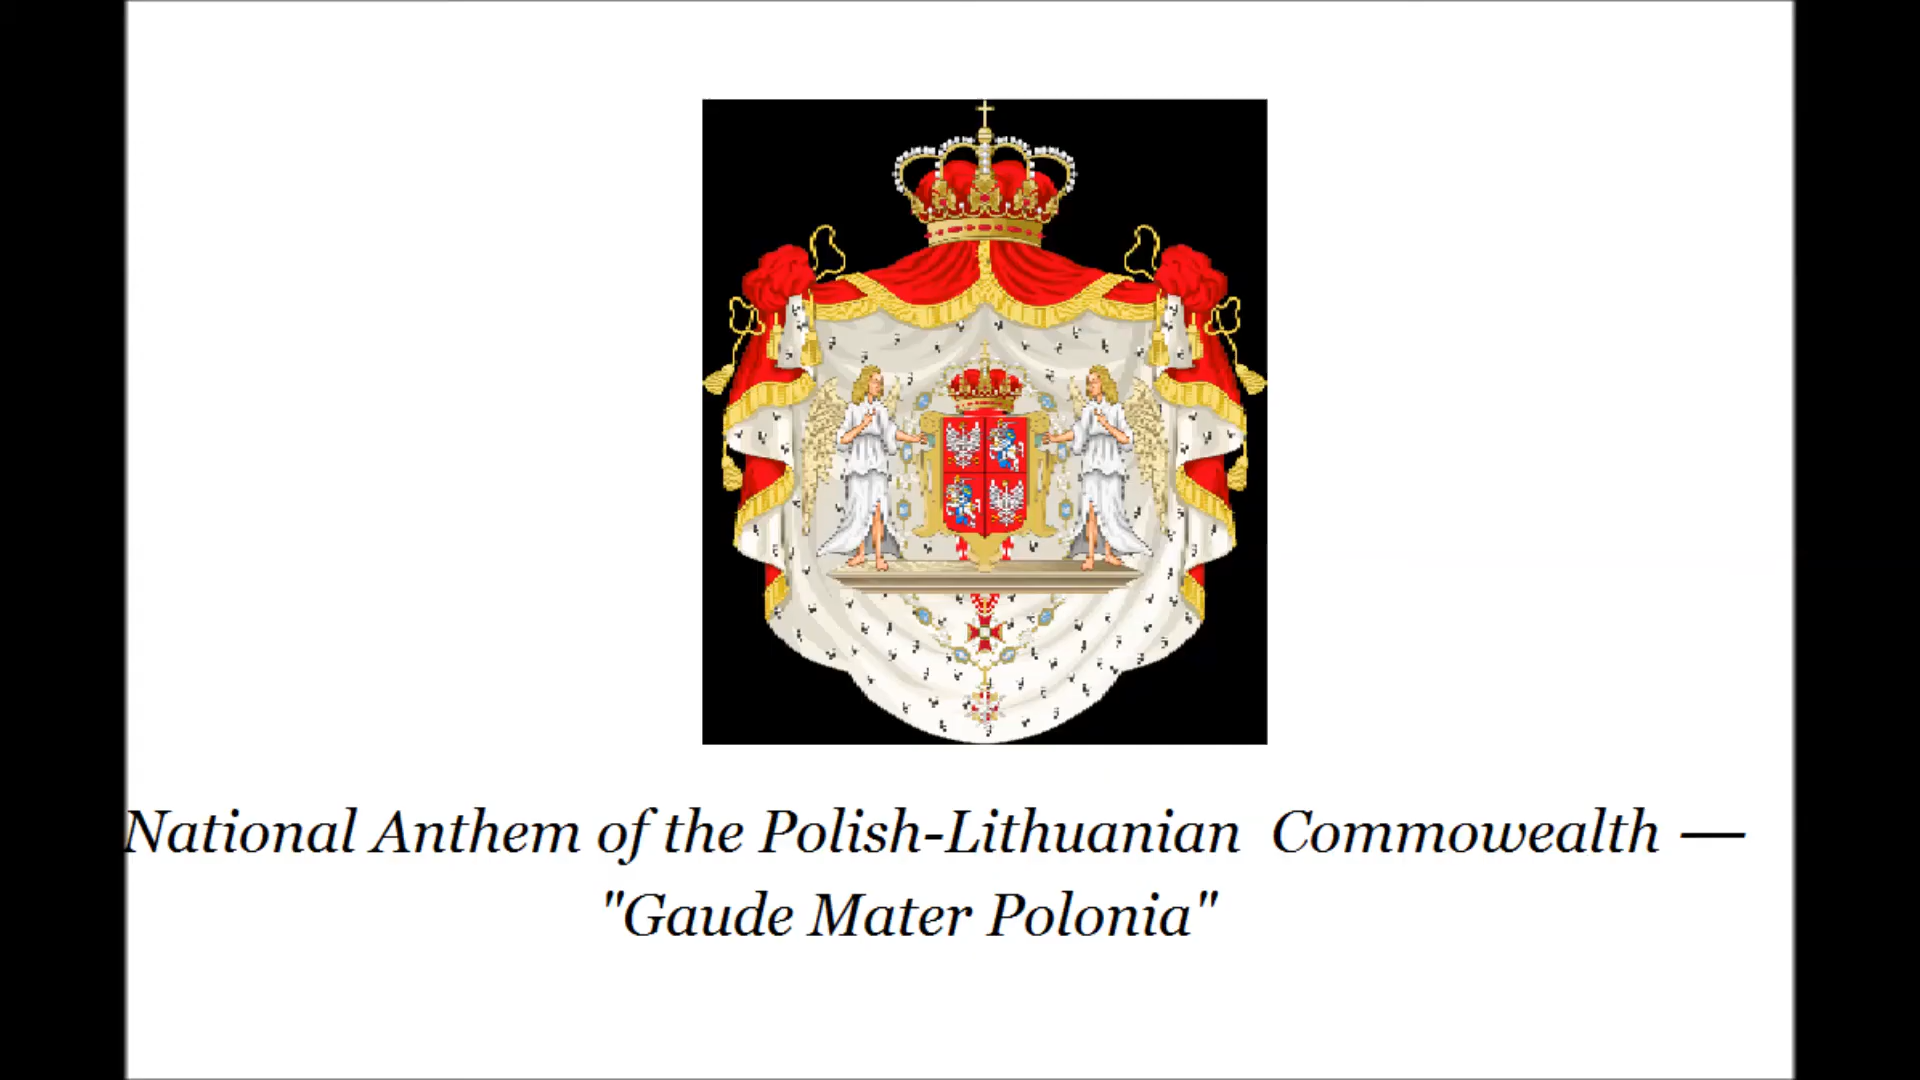 National Anthem of the Polish-Lithuanian Commowealth —
"Gaude Mater Polonia"